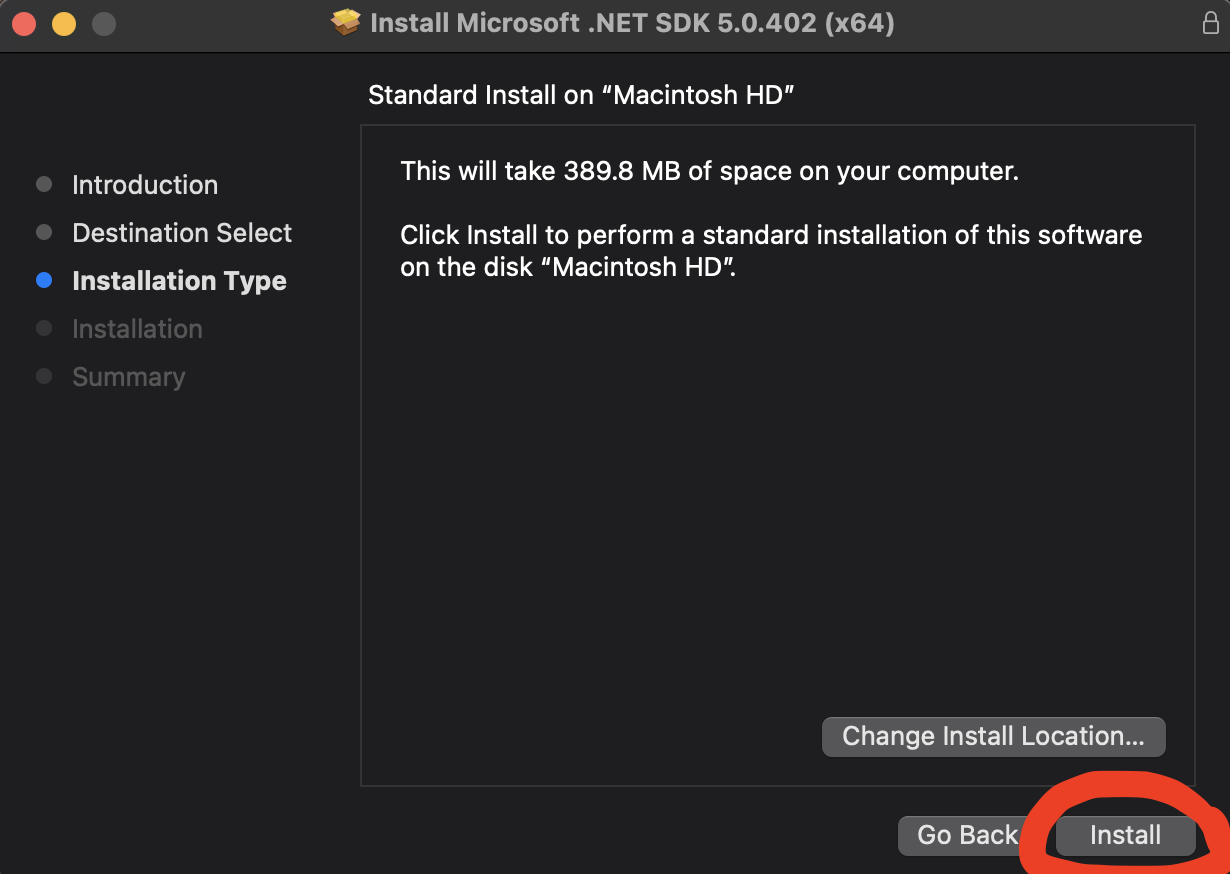 Install Microsoft .NET SDK 5.0.402 (x64)
Standard Install on “Macintosh HD”
Introduction
Destination Select
Installation Type
Installation
Summary
This will take 389.8 MB of space on your computer.
Click Install to perform a standard installation of this software
on the disk “Macintosh HD”.
Change Install Location...
Go Back
Install